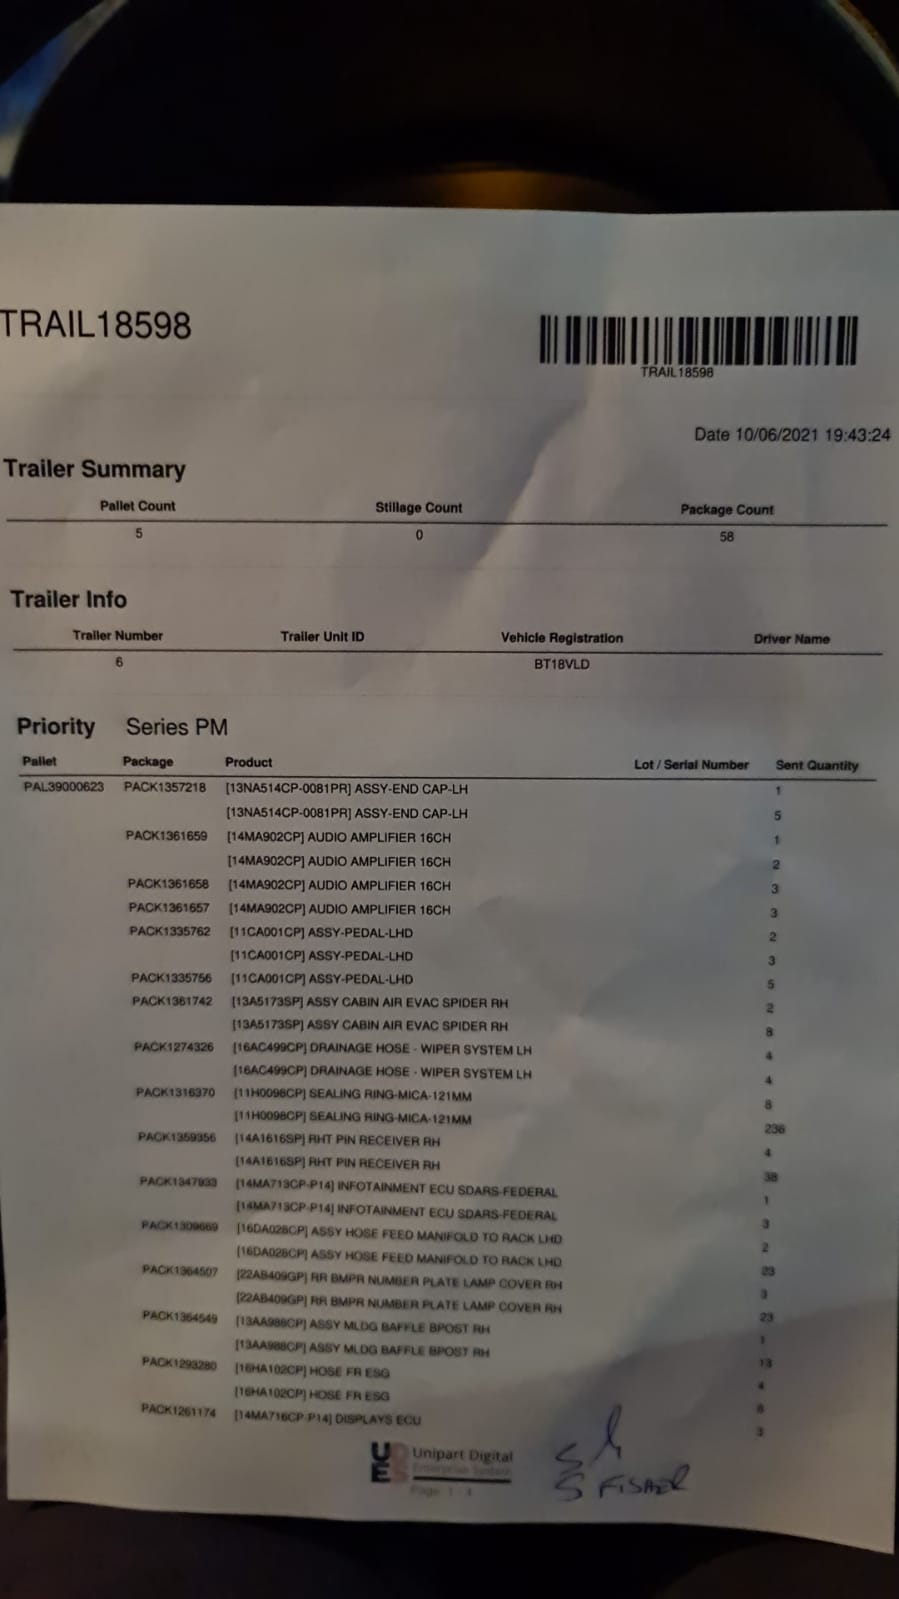 TRAIL18598
TRAIL18598
Date 10/06/2021 19:43:24
Trailer Summary
Pallet Count Stillage Count Package Count
5 0 58
Trailer Info
Trailer Number Trailer Unit ID Vehicle Registration Driver Name
6 BT18VLD
Priority Series PM
Pallet Package Product Lot / Serial Number Sent Quantity
PAL39000623 PACK1357218 [13NA514CP-0081PR] ASSY-END CAP-LH 1
[13NA514CP-0081PR] ASSY-END CAP-LH 5
PACK1361659 [14MA902CP] AUDIO AMPLIFIER 16CH 1
[14MA902CP] AUDIO AMPLIFIER 16CH 2
PACK1361658 [14MA902CP] AUDIO AMPLIFIER 16CH 3
PACK1361657 [14MA902CP] AUDIO AMPLIFIER 16CH 3
PACK1335762 [11CA001CP] ASSY-PEDAL-LHD 2
[11CA001CP] ASSY-PEDAL-LHD 3
PACK1335756 [11CA001CP] ASSY-PEDAL-LHD 5
PACK1361742 [13A5173SP] ASSY CABIN AIR EVAC SPIDER RH 2
[13A5173SP] ASSY CABIN AIR EVAC SPIDER RH 8
PACK1274326 [16AC499CP] DRAINAGE HOSE - WIPER SYSTEM LH 4
[16AC499CP] DRAINAGE HOSE - WIPER SYSTEM LH 4
PACK1316370 [11H0098CP] SEALING RING-MICA-121MM 8
[11H0098CP] SEALING RING-MICA-121MM 236
PACK1359356 [14A1616SP] RHT PIN RECEIVER RH 4
[14A1616SP] RHT PIN RECEIVER RH 38
PACK1347933 [14MA713CP-P14] INFOTAINMENT ECU SDARS-FEDERAL 1
[14MA713CP-P14] INFOTAINMENT ECU SDARS-FEDERAL 3
PACK1309669 [16DA028CP] ASSY HOSE FEED MANIFOLD TO RACK LHD 2
[16DA028CP] ASSY HOSE FEED MANIFOLD TO RACK LHD 23
PACK1364507 [22AB409GP] RR BMPR NUMBER PLATE LAMP COVER RH 3
[22AB409GP] RR BMPR NUMBER PLATE LAMP COVER RH 23
PACK1364549 [13AA988CP] ASSY MLDG BAFFLE BPOST RH 1
[13AA988CP] ASSY MLDG BAFFLE BPOST RH 13
PACK1293280 [16HA102CP] HOSE FR ESG 4
[16HA102CP] HOSE FR ESG 8
PACK1261174 [14MA716CP-P14] DISPLAYS ECU 3
UDES Unipart Digital
Enterprise System
Page 1
S FISHER